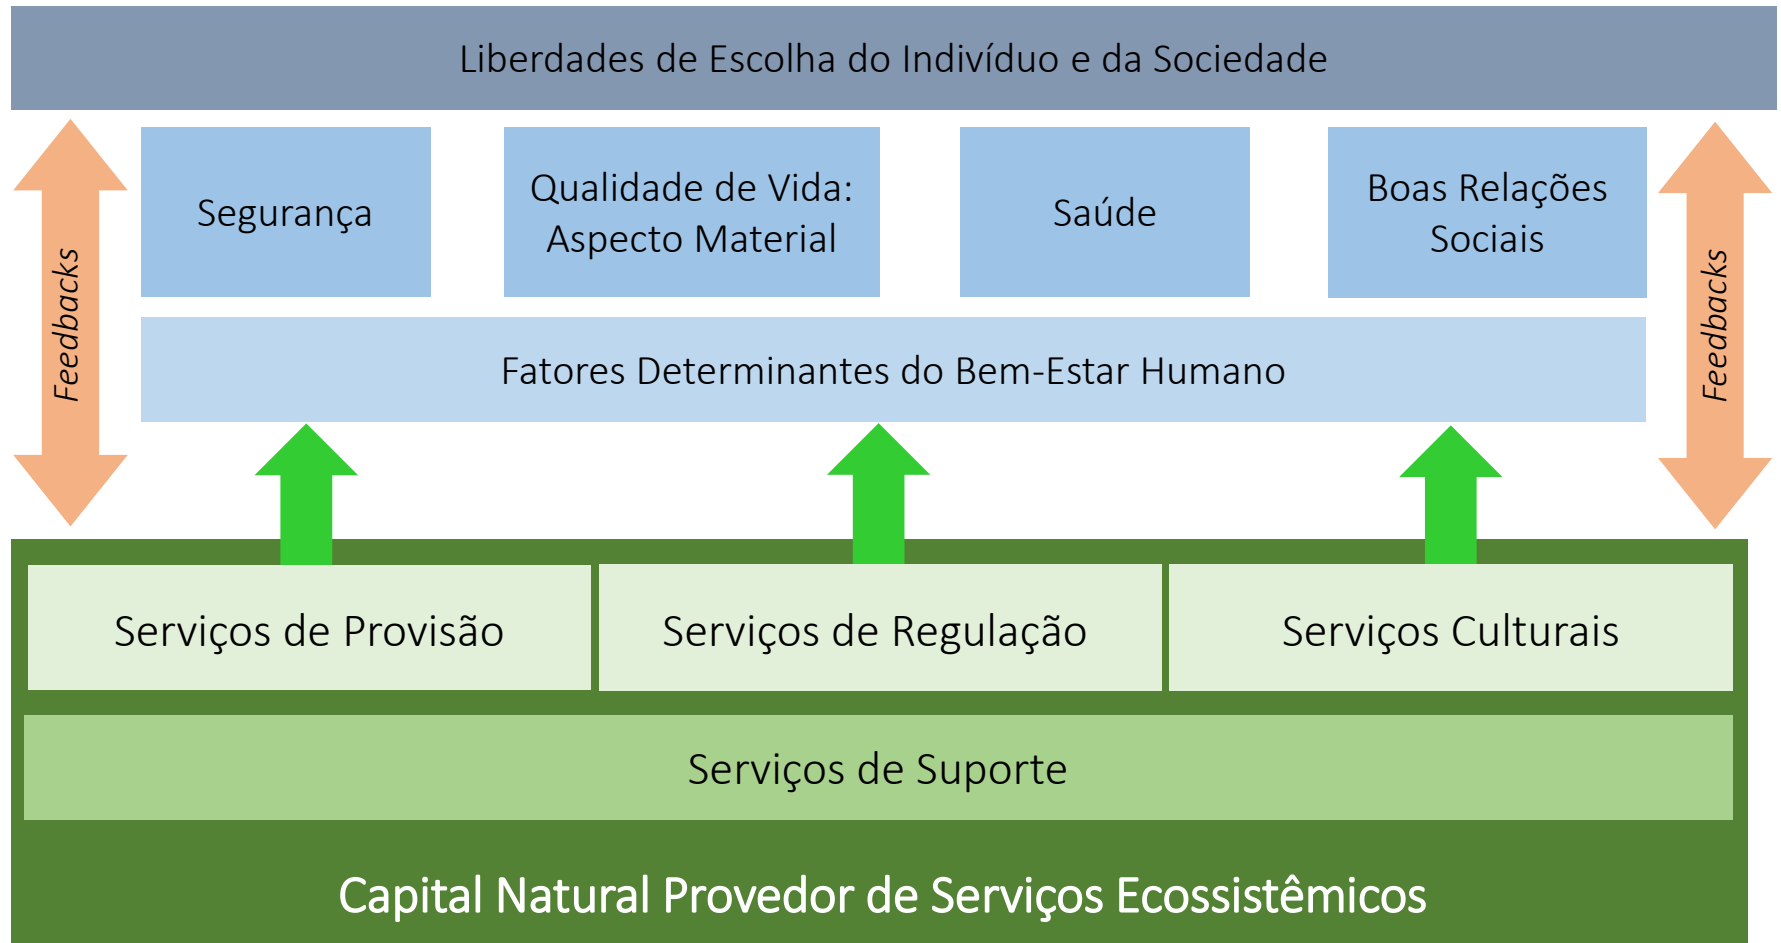 Liberdades de Escolha do Indivíduo e da Sociedade
Segurança
Qualidade de Vida:
Aspecto Material
Saúde
Boas Relações
Sociais
Feedbacks
Feedbacks
Fatores Determinantes do Bem-Estar Humano
Serviços de Provisão
Serviços de Regulação
Serviços Culturais
Serviços de Suporte
Capital Natural Provedor de Serviços Ecossistêmicos